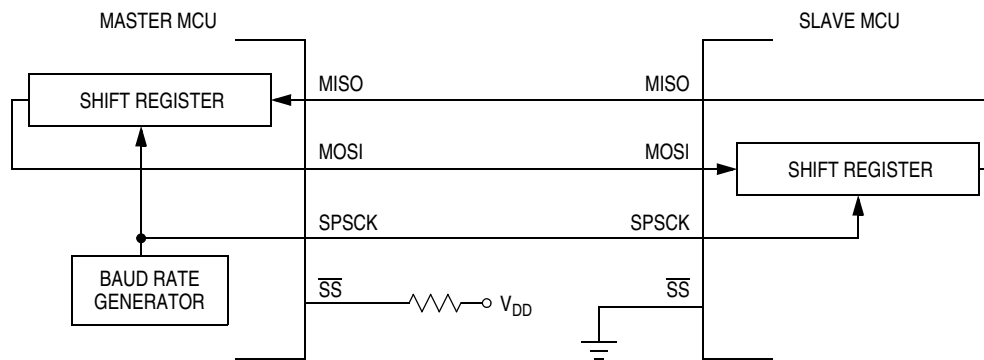 MASTER MCU
SLAVE MCU
SHIFT REGISTER
MISO
MISO
MOSI
MOSI
SHIFT REGISTER
SPSCK
SPSCK
BAUD RATE
GENERATOR
SS
VDD
SS